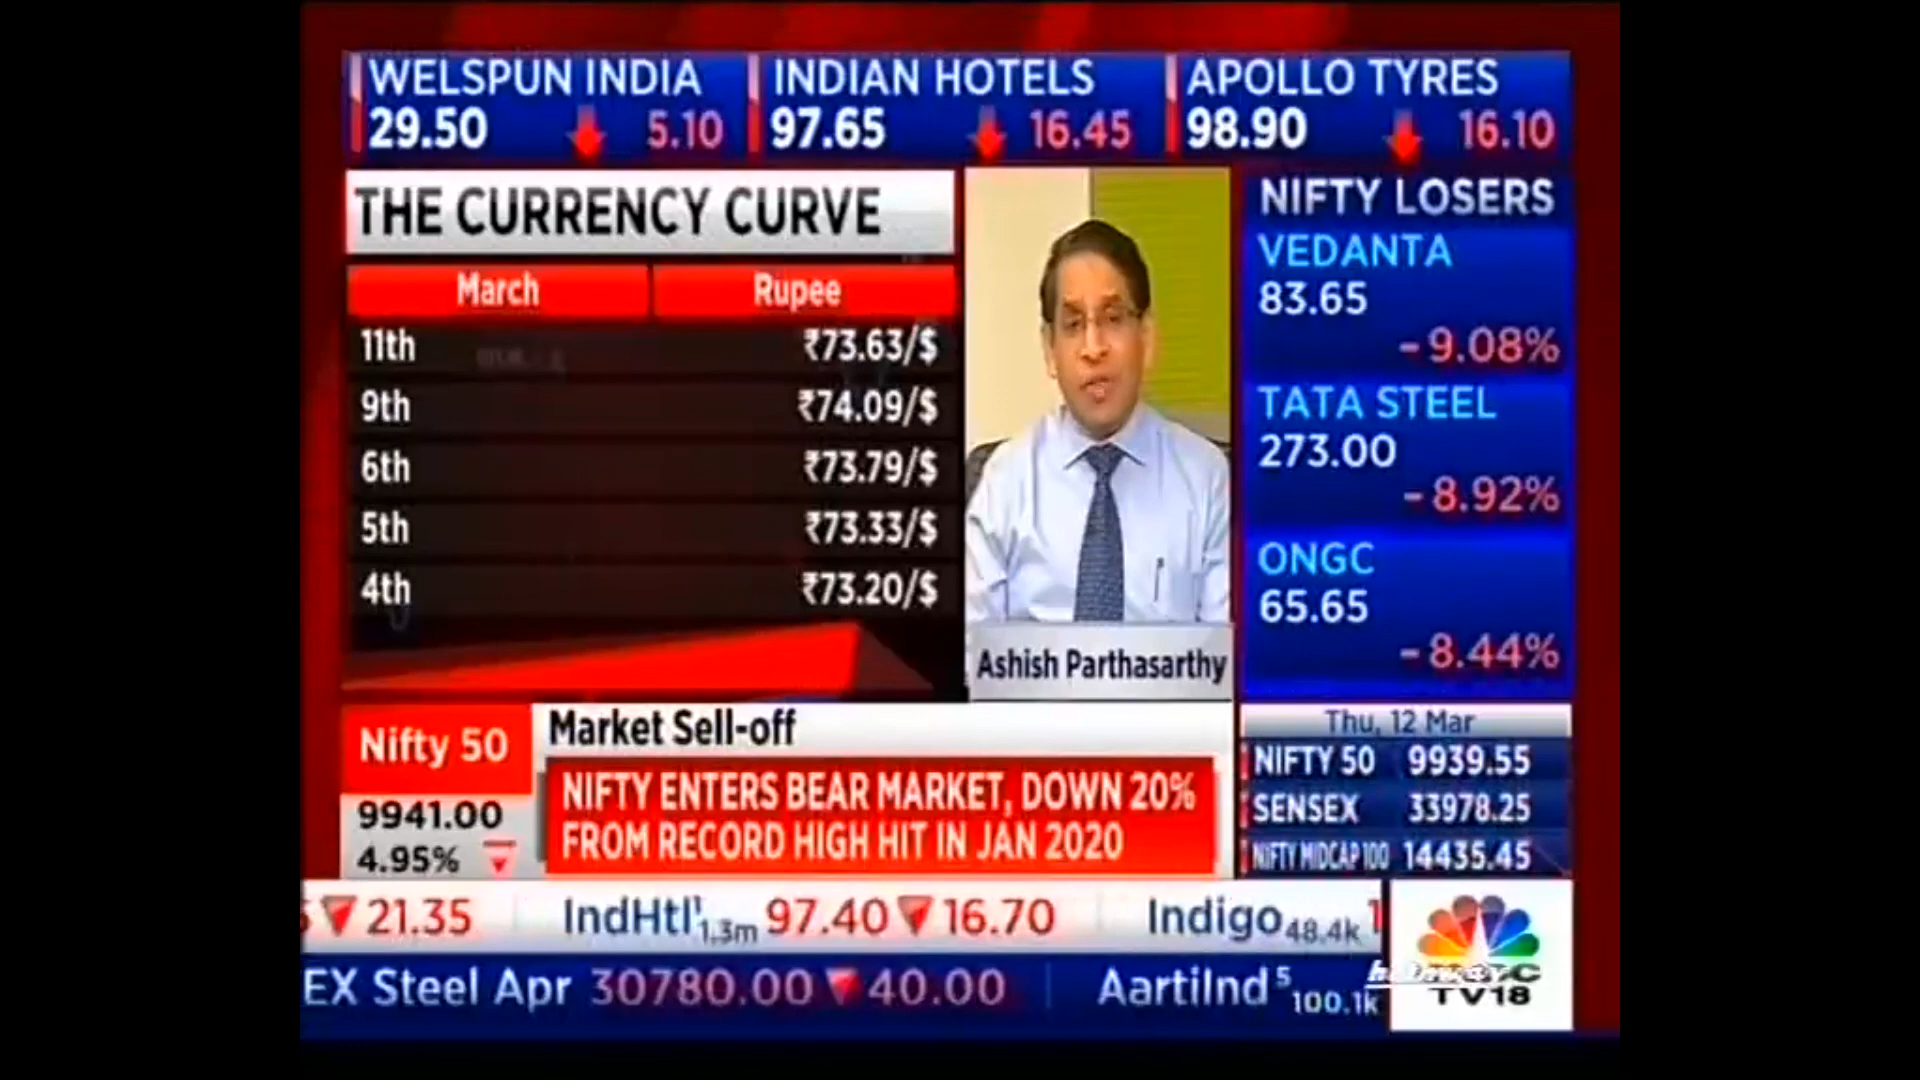 WELSPUN INDIA
29.50 5.10
INDIAN HOTELS
97.65 16.45
APOLLO TYRES
98.90 16.10
THE CURRENCY CURVE
March Rupee
11th ₹73.63/$
9th ₹74.09/$
6th ₹73.79/$
5th ₹73.33/$
4th ₹73.20/$
Ashish Parthasarthy
NIFTY LOSERS
VEDANTA
83.65
-9.08%
TATA STEEL
273.00
-8.92%
ONGC
65.65
-8.44%
Nifty 50
9941.00
4.95%
Market Sell-off
NIFTY ENTERS BEAR MARKET, DOWN 20%
FROM RECORD HIGH HIT IN JAN 2020
Thu, 12 Mar
NIFTY 50 9939.55
SENSEX 33978.25
NIFTY MIDCAP 100 14435.45
21.35 IndHtl 1.3m 97.40 16.70 Indigo 48.4k
EX Steel Apr 30780.00 40.00 AartiInd 5 100.1k
TV18